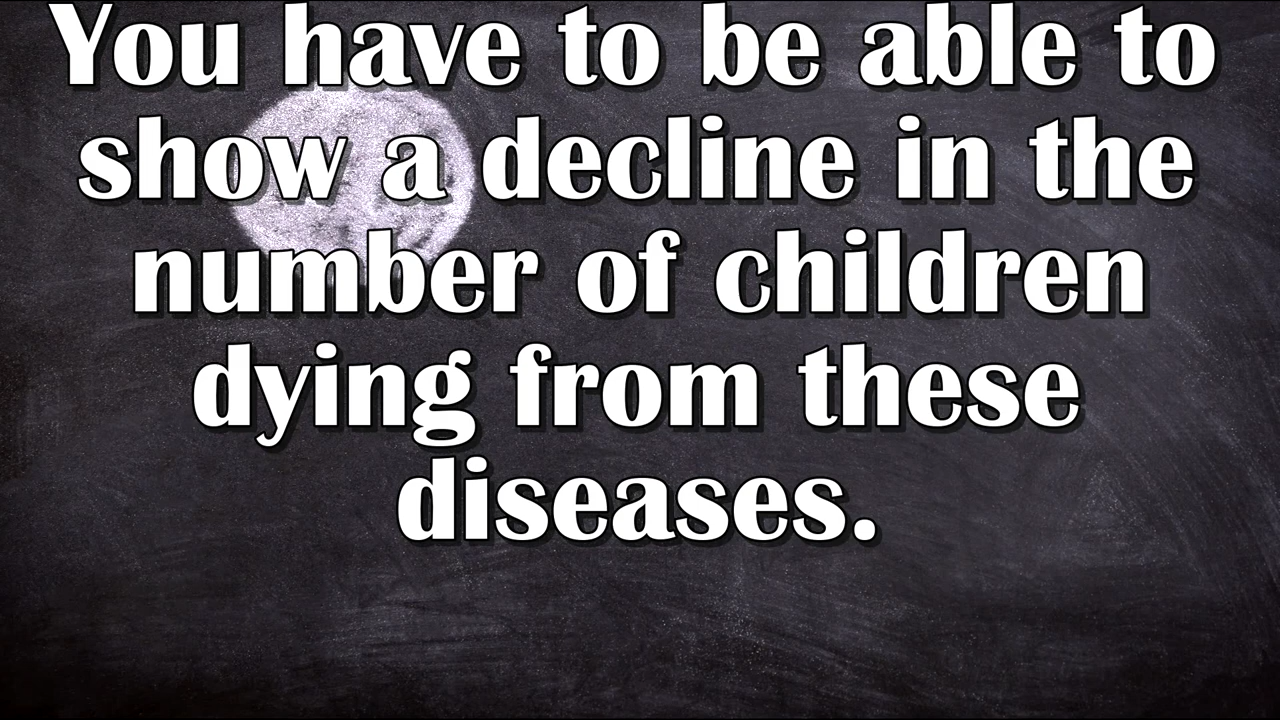 You have to be able to
show a decline in the
number of children
dying from these
diseases.